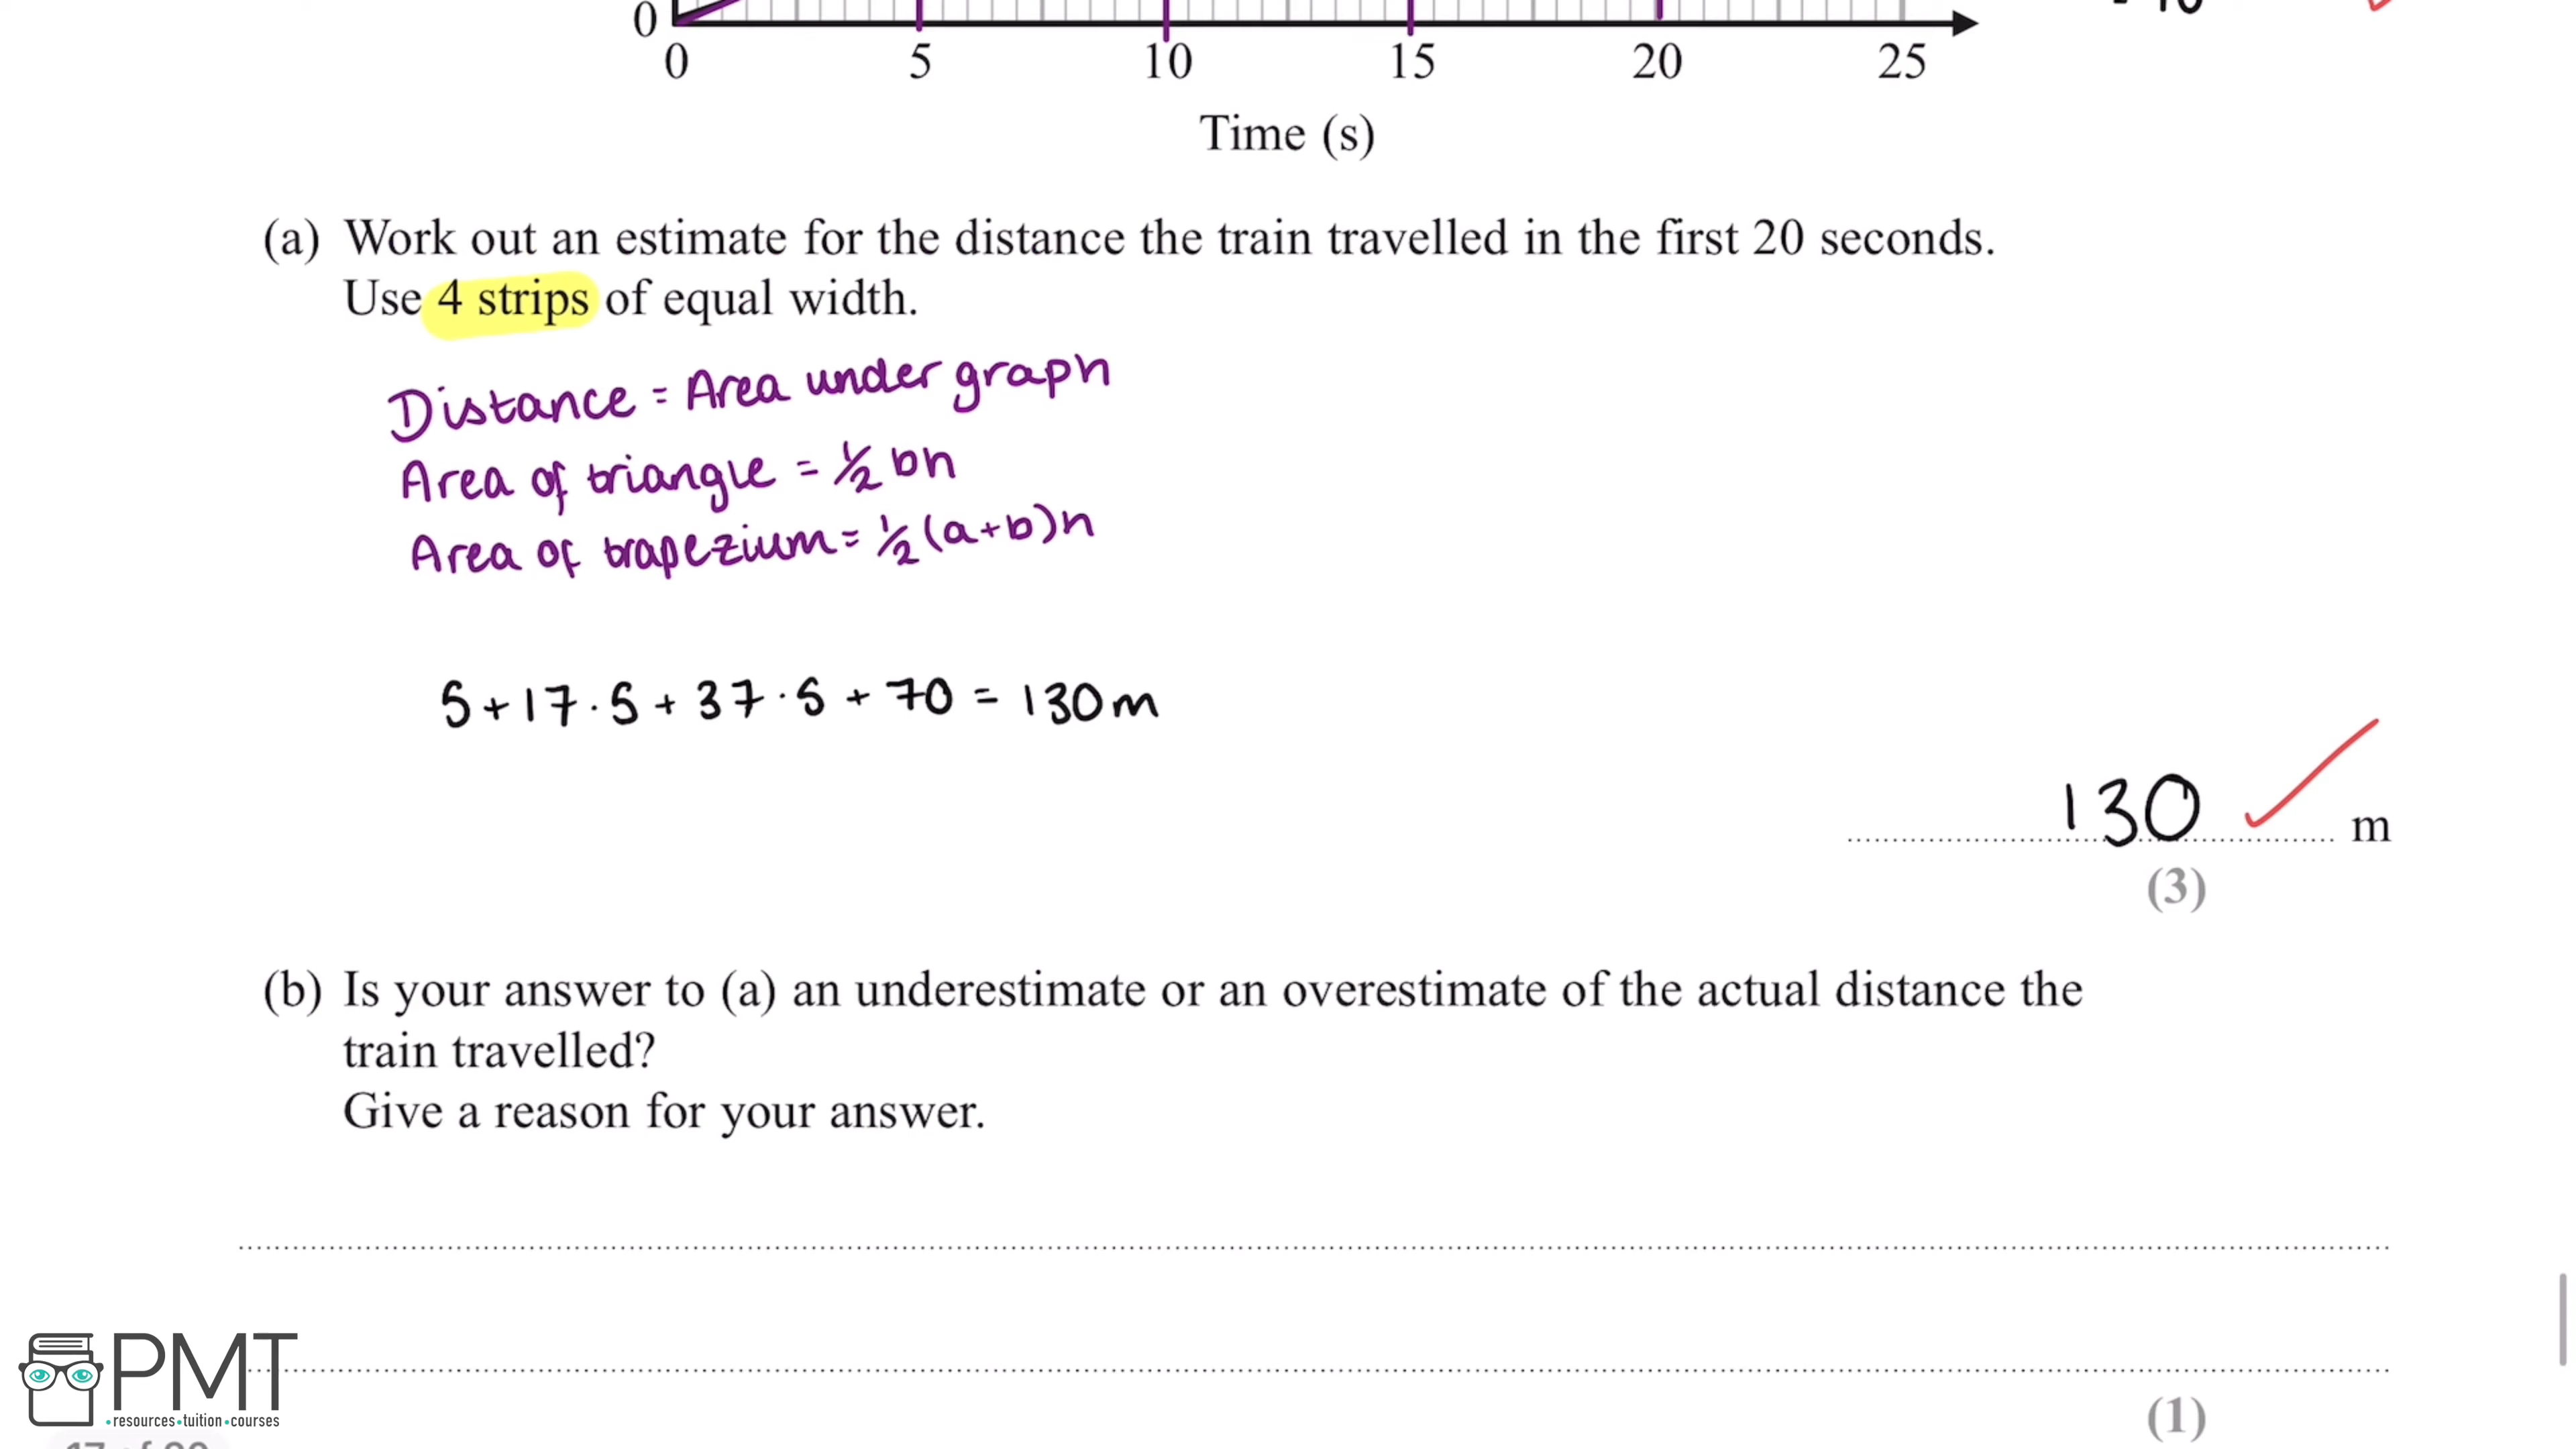 0
0 5 10 15 20 25
Time (s)
(a) Work out an estimate for the distance the train travelled in the first 20 seconds.
Use 4 strips of equal width.
Distance = Area under graph
Area of triangle = ½ bh
Area of trapezium = ½ (a+b)h
5 + 17.5 + 37.5 + 70 = 130m
130 m
(3)
(b) Is your answer to (a) an underestimate or an overestimate of the actual distance the
train travelled?
Give a reason for your answer.
(1)
PMT
•resources•tuition•courses